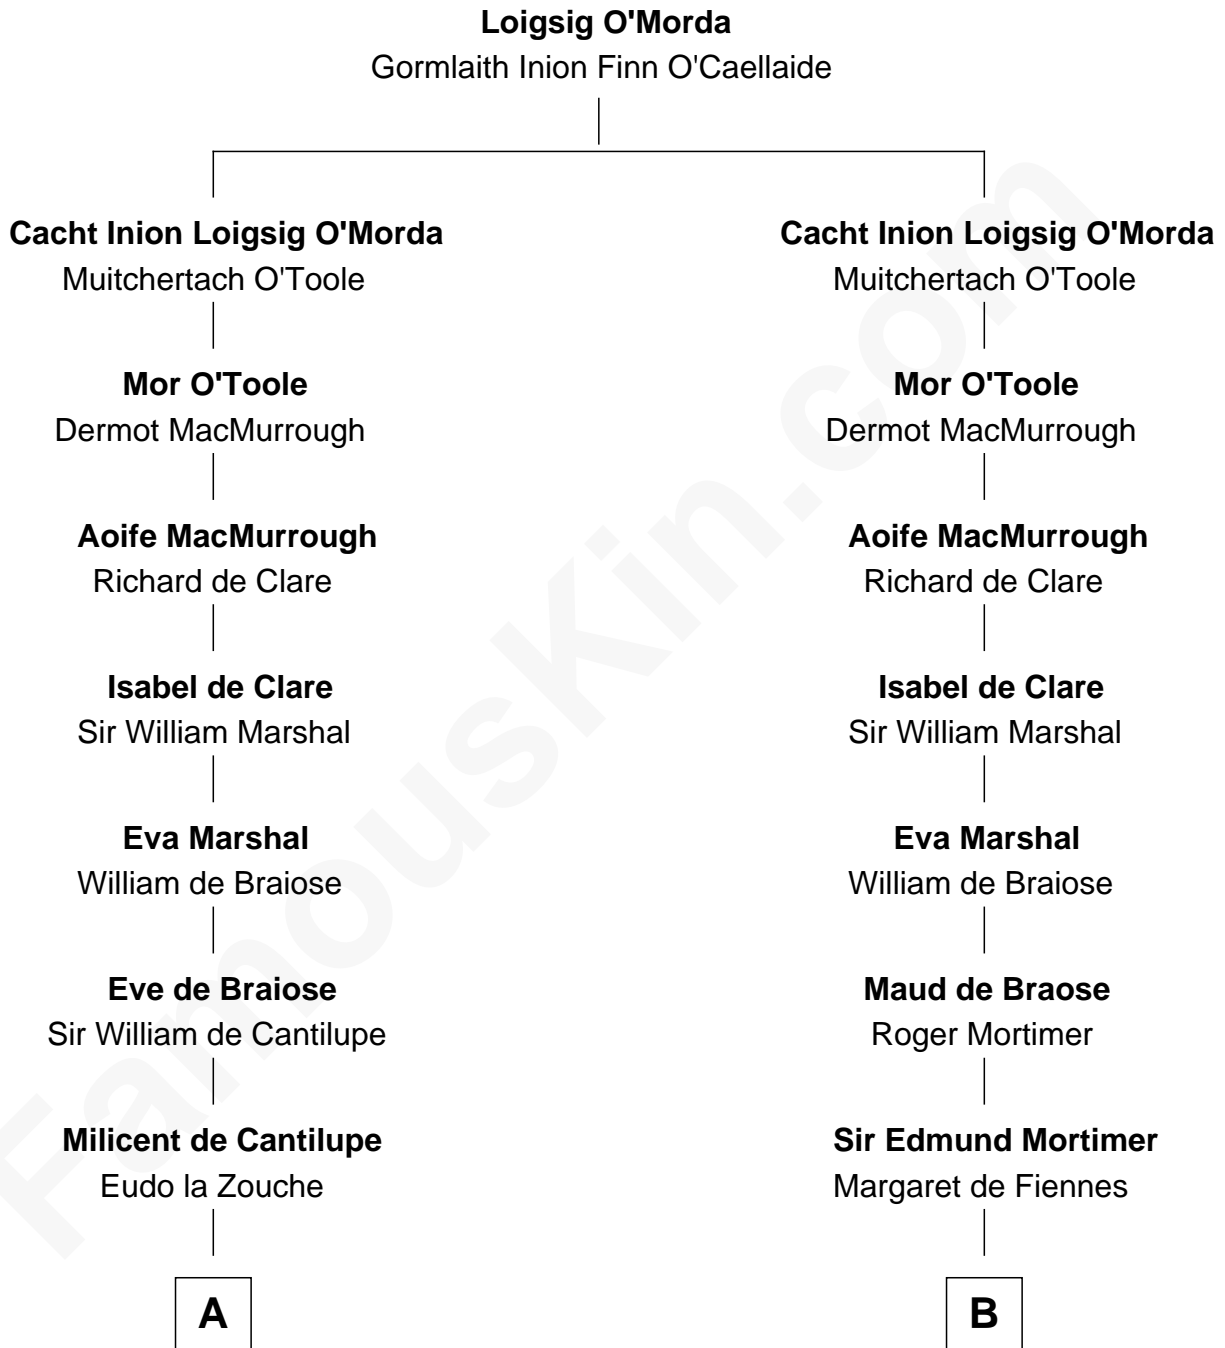 Loigsig O'Morda
Gormlaith Inion Finn O'Caellaide
Cacht Inion Loigsig O'Morda
Muitchertach O'Toole
Mor O'Toole
Dermot MacMurrough
Aoife MacMurrough
Richard de Clare
Isabel de Clare
Sir William Marshal
Eva Marshal
William de Braiose
Eve de Braiose
Sir William de Cantilupe
Milicent de Cantilupe
Eudo la Zouche
A
Cacht Inion Loigsig O'Morda
Muitchertach O'Toole
Mor O'Toole
Dermot MacMurrough
Aoife MacMurrough
Richard de Clare
Isabel de Clare
Sir William Marshal
Eva Marshal
William de Braiose
Maud de Braose
Roger Mortimer
Sir Edmund Mortimer
Margaret de Fiennes
B
FamousKin.com